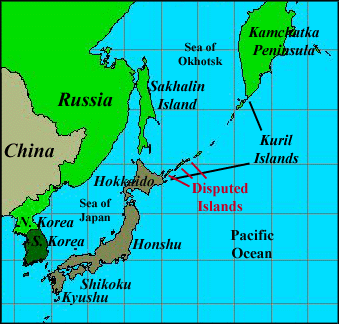 Kamchatka
Peninsula
Sea of
Okhotsk
Sakhalin
Island
Russia
China
Kuril
Islands
Hokkaido
Disputed
Islands
Sea of
Japan
N. Korea
S. Korea
Honshu
Pacific
Ocean
Shikoku
Kyushu